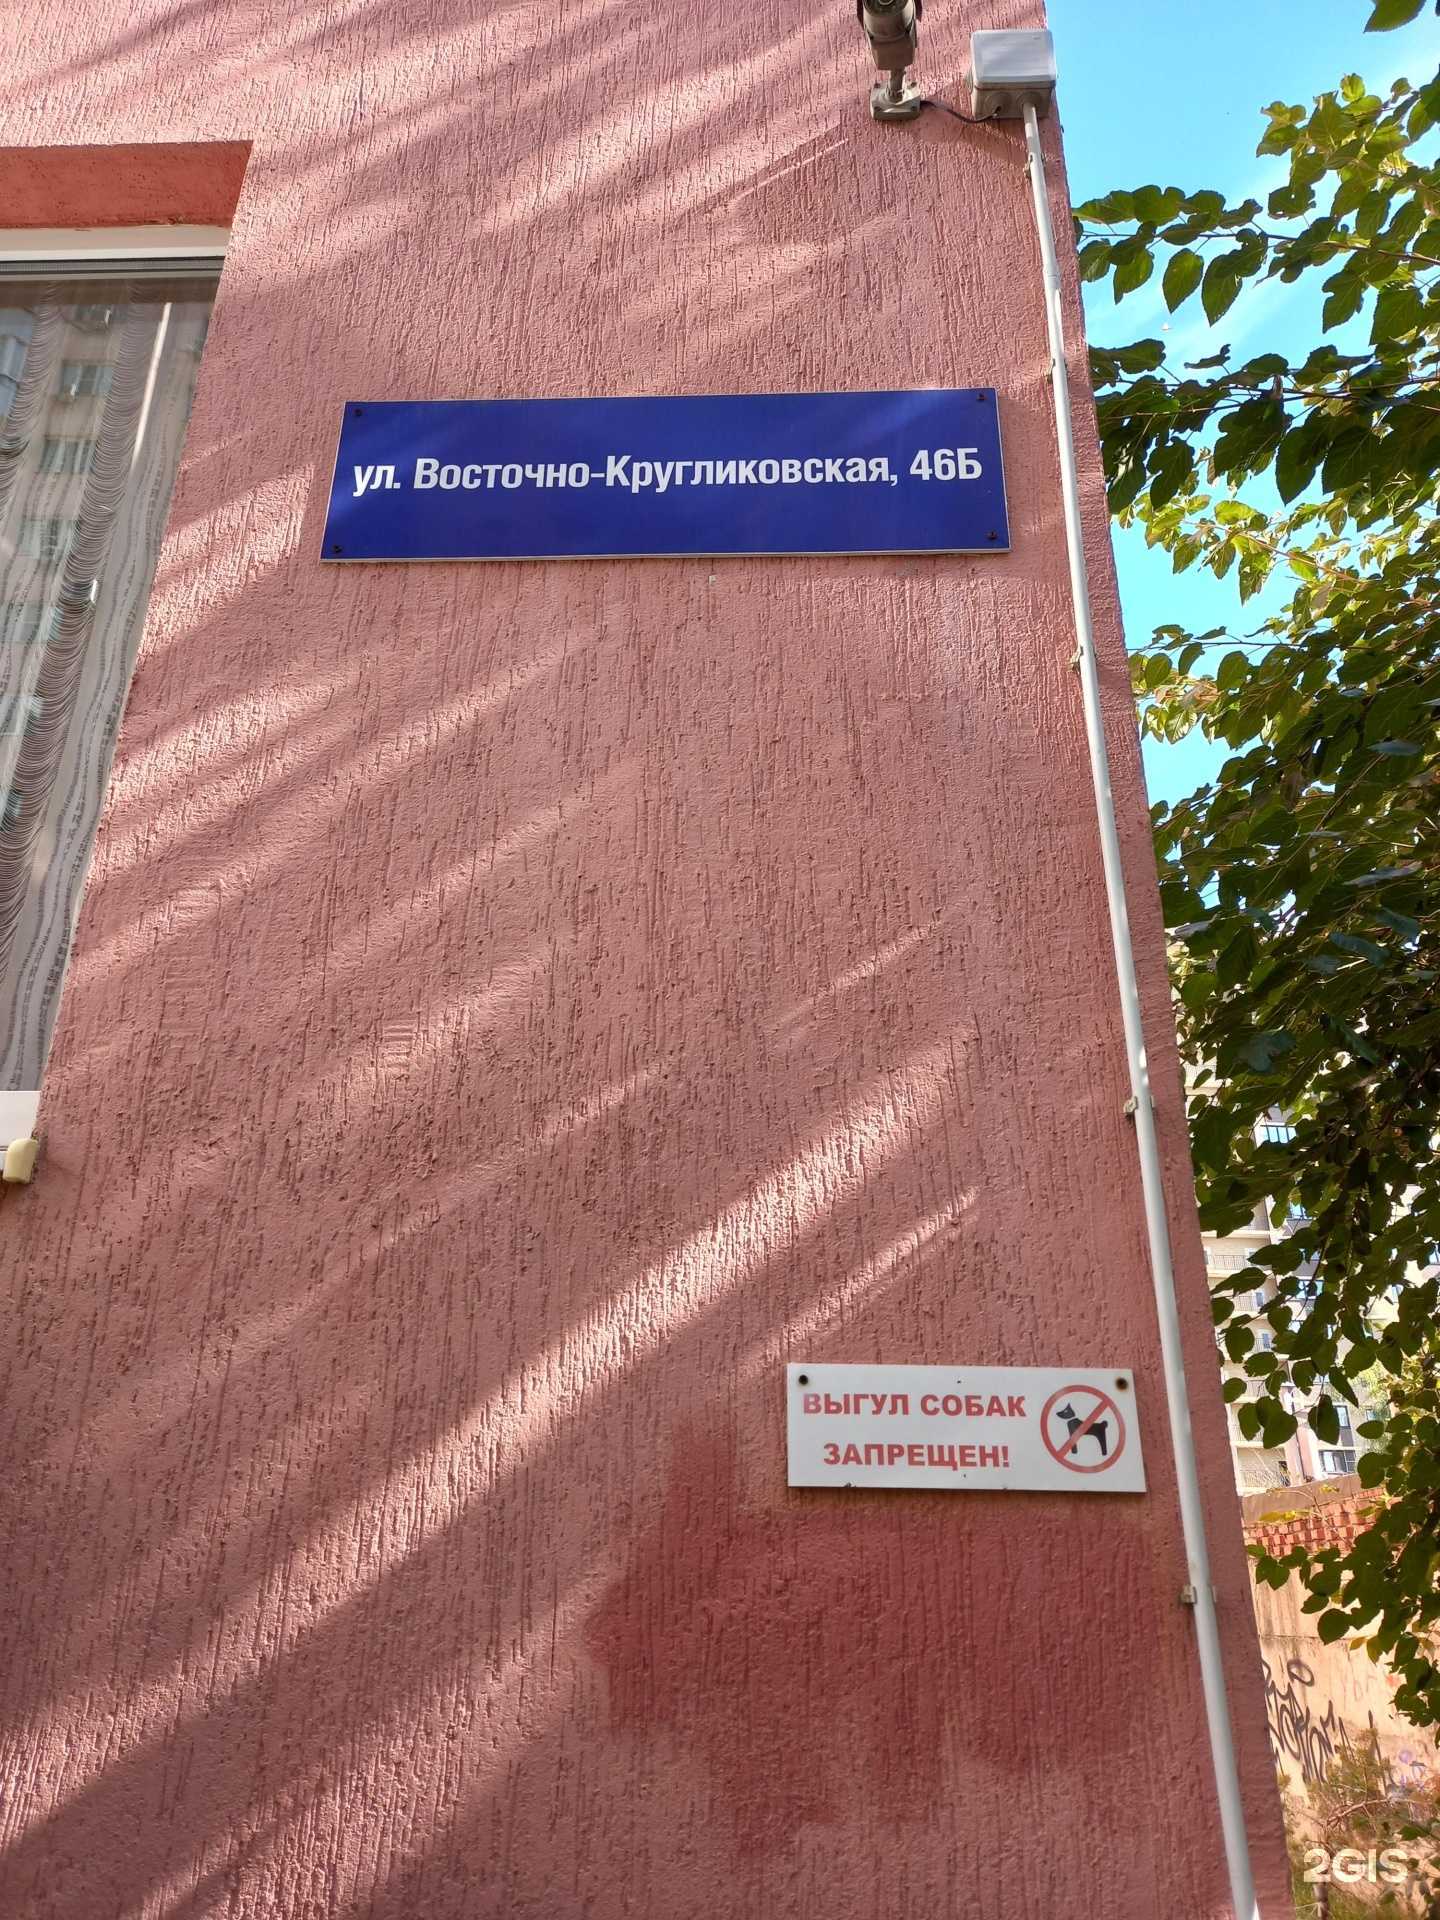 ул. Восточно-Кругликовская, 46Б
ВЫГУЛ СОБАК
ЗАПРЕЩЕН!
2GIS